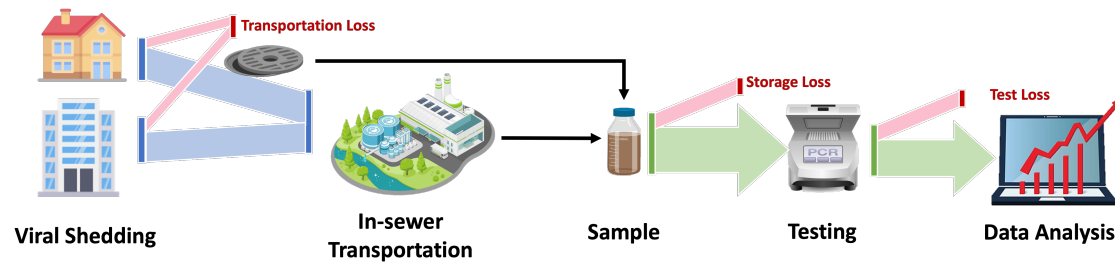 Transportation Loss
Storage Loss
Test Loss
PCR
Viral Shedding
In-sewer
Transportation
Sample
Testing
Data Analysis